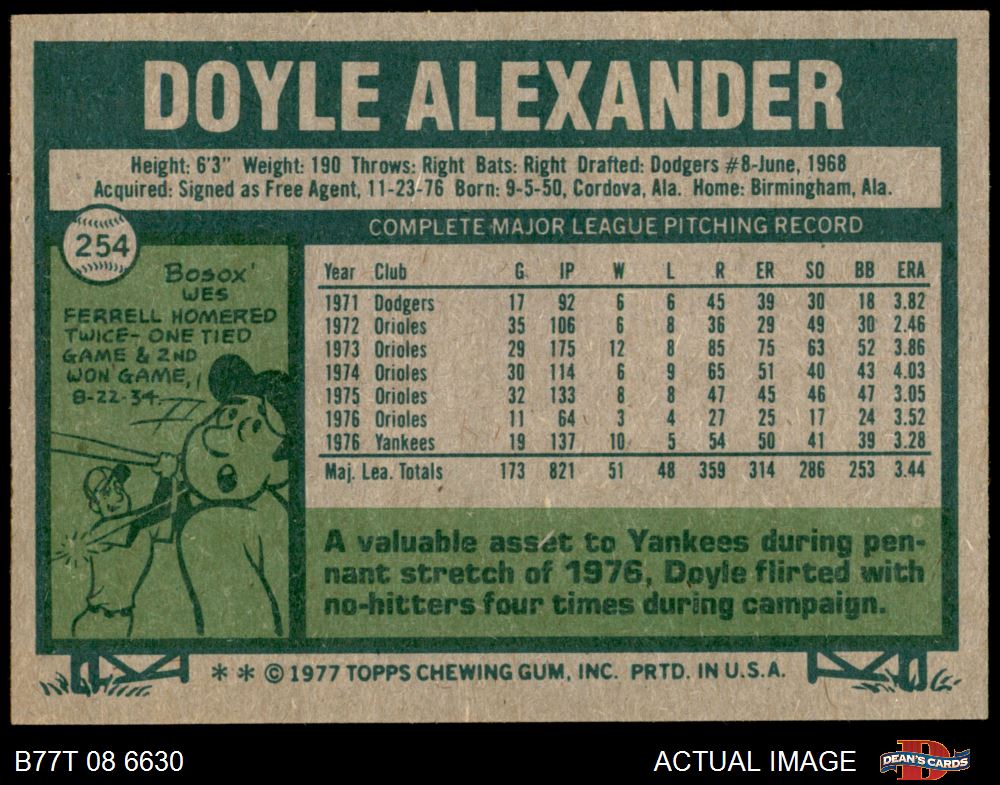 DOYLE ALEXANDER
Height: 6'3" Weight: 190 Throws: Right Bats: Right Drafted: Dodgers #8-June, 1968
Acquired: Signed as Free Agent, 11-23-76 Born: 9-5-50, Cordova, Ala. Home: Birmingham, Ala.
254
BOSOX'
WES
FERRELL HOMERED
TWICE- ONE TIED
GAME & 2ND
WON GAME,
8-22-34.
COMPLETE MAJOR LEAGUE PITCHING RECORD
Year Club G IP W L R ER SO BB ERA
1971 Dodgers 17 92 6 6 45 39 30 18 3.82
1972 Orioles 35 106 6 8 36 29 49 30 2.46
1973 Orioles 29 175 12 8 85 75 63 52 3.86
1974 Orioles 30 114 6 9 65 51 40 43 4.03
1975 Orioles 32 133 8 8 47 45 46 47 3.05
1976 Orioles 11 64 3 4 27 25 17 24 3.52
1976 Yankees 19 137 10 5 54 50 41 39 3.28
Maj. Lea. Totals 173 821 51 48 359 314 286 253 3.44
A valuable asset to Yankees during pen-
nant stretch of 1976, Doyle flirted with
no-hitters four times during campaign.
* * © 1977 TOPPS CHEWING GUM, INC. PRTD. IN U.S.A.
B77T 08 6630
ACTUAL IMAGE
D
DEAN'S CARDS